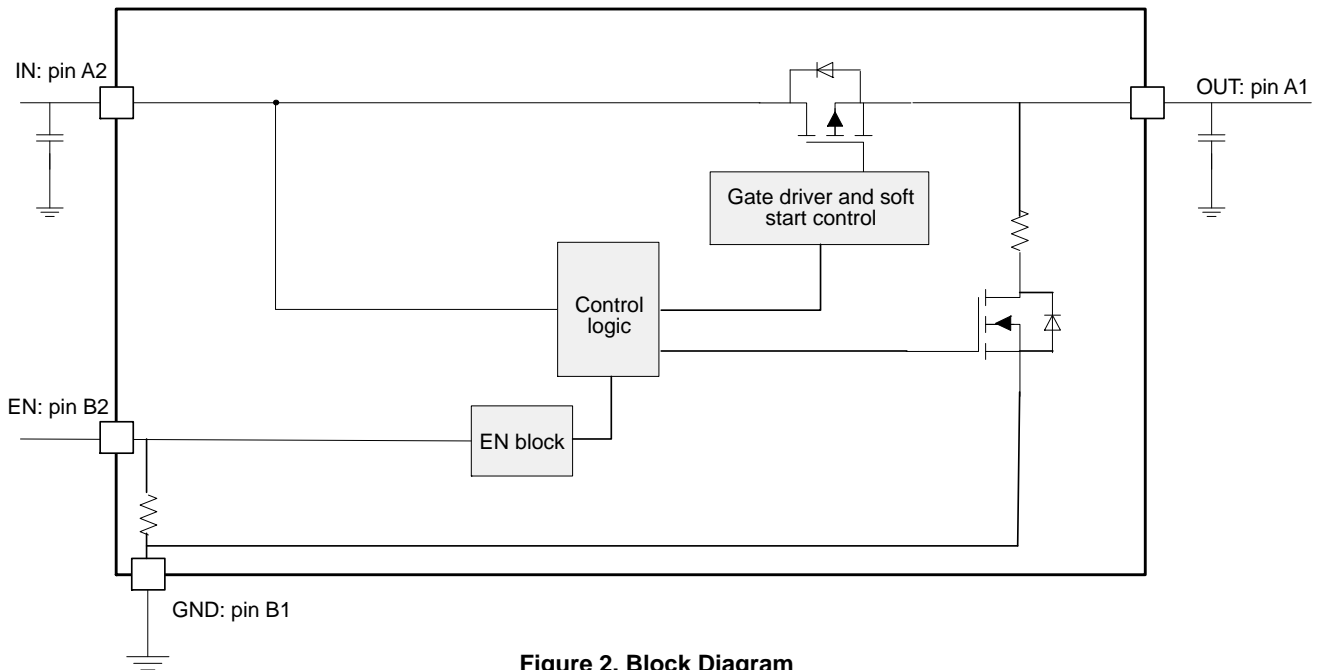 IN: pin A2
OUT: pin A1
Gate driver and soft
start control
Control
logic
EN: pin B2
EN block
GND: pin B1
Figure 2. Block Diagram